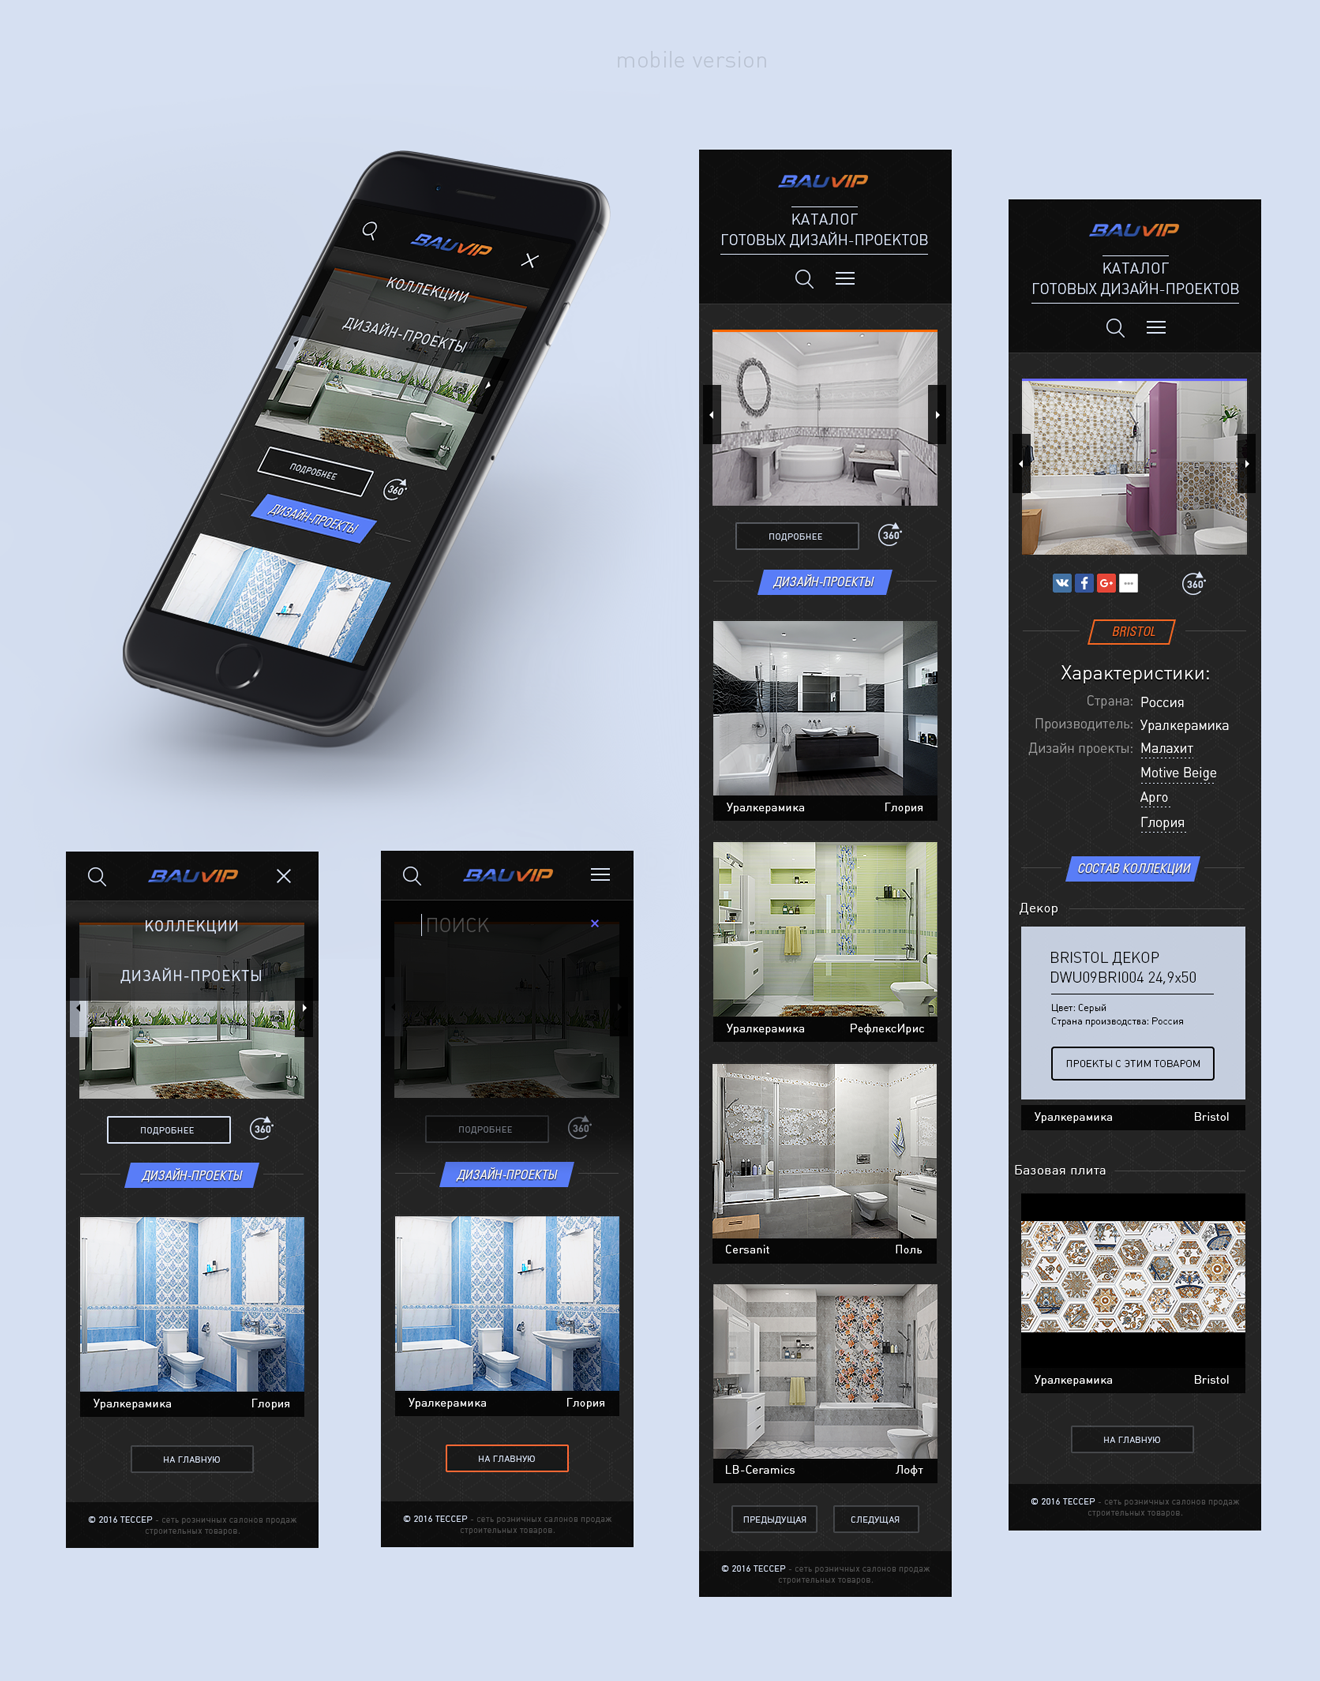 mobile version
BAUVIP
КОЛЛЕКЦИИ
ДИЗАЙН-ПРОЕКТЫ
ПОДРОБНЕЕ
360°
ДИЗАЙН-ПРОЕКТЫ
BAUVIP
КОЛЛЕКЦИИ
ДИЗАЙН-ПРОЕКТЫ
ПОДРОБНЕЕ
360°
ДИЗАЙН-ПРОЕКТЫ
Уралкерамика Глория
НА ГЛАВНУЮ
© 2016 ТЕССЕР - сеть розничных салонов продаж
строительных товаров.
BAUVIP
ПОИСК
ПОДРОБНЕЕ
360°
ДИЗАЙН-ПРОЕКТЫ
Уралкерамика Глория
НА ГЛАВНУЮ
© 2016 ТЕССЕР - сеть розничных салонов продаж
строительных товаров.
BAUVIP
КАТАЛОГ
ГОТОВЫХ ДИЗАЙН-ПРОЕКТОВ
ПОДРОБНЕЕ
360°
ДИЗАЙН-ПРОЕКТЫ
Уралкерамика Глория
Уралкерамика РефлексИрис
Cersanit Поль
LB-Ceramics Лофт
ПРЕДЫДУЩАЯ СЛЕДУЩАЯ
© 2016 ТЕССЕР - сеть розничных салонов продаж
строительных товаров.
BAUVIP
КАТАЛОГ
ГОТОВЫХ ДИЗАЙН-ПРОЕКТОВ
360°
BRISTOL
Характеристики:
Страна: Россия
Производитель: Уралкерамика
Дизайн проекты: Малахит
Motive Beige
Арго
Глория
СОСТАВ КОЛЛЕКЦИИ
Декор
BRISTOL ДЕКОР
DWU09BRI004 24,9x50
Цвет: Серый
Страна производства: Россия
ПРОЕКТЫ С ЭТИМ ТОВАРОМ
Уралкерамика Bristol
Базовая плита
Уралкерамика Bristol
НА ГЛАВНУЮ
© 2016 ТЕССЕР - сеть розничных салонов продаж
строительных товаров.